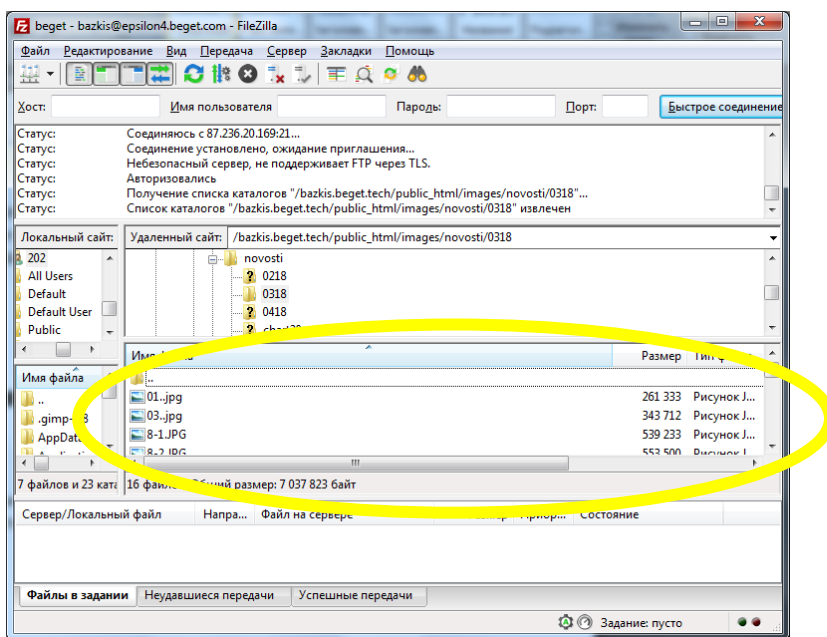 beget - bazkis@epsilon4.beget.com - FileZilla
Файл Редактирование Вид Передача Сервер Закладки Помощь
Хост: Имя пользователя Пароль: Порт: Быстрое соединение
Статус: Соединяюсь с 87.236.20.169:21...
Статус: Соединение установлено, ожидание приглашения...
Статус: Небезопасный сервер, не поддерживает FTP через TLS.
Статус: Авторизовались
Статус: Получение списка каталогов "/bazkis.beget.tech/public_html/images/novosti/0318"...
Статус: Список каталогов "/bazkis.beget.tech/public_html/images/novosti/0318" извлечен
Локальный сайт: Удаленный сайт: /bazkis.beget.tech/public_html/images/novosti/0318
202 novosti
All Users ? 0218
Default 0318
Default User ? 0418
Public ?
Размер
Имя файла ..
.. 01..jpg 261 333 Рисунок J...
03..jpg 343 712 Рисунок J...
AppData 8-1.JPG 539 233 Рисунок J...
8-2.JPG 553 500 Рисунок J...
7 файлов и 23 ката 16 Общий размер: 7 037 823 байт
Сервер/Локальный файл Напра... Файл на сервере Состояние
Файлы в задании Неудавшиеся передачи Успешные передачи
Задание: пусто